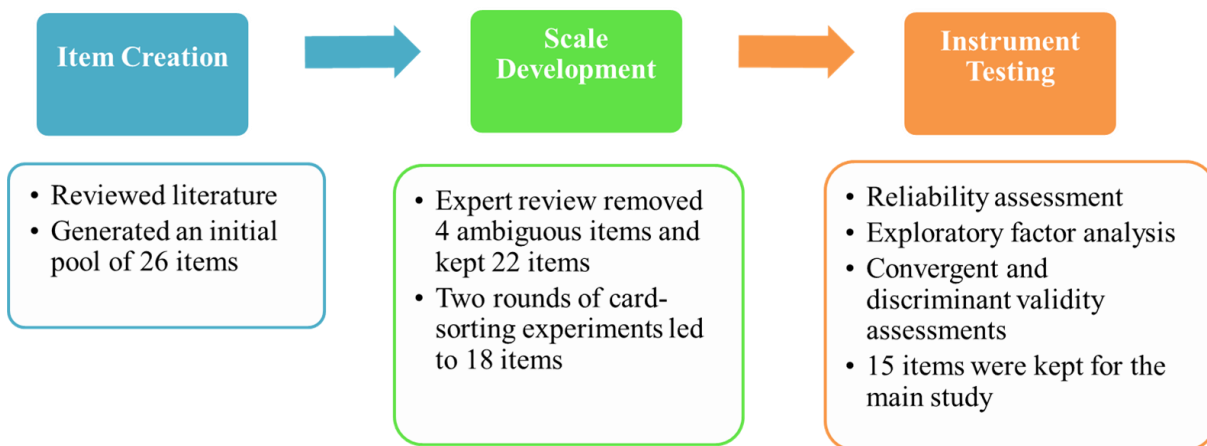 Item Creation
• Reviewed literature
• Generated an initial
pool of 26 items
Scale
Development
• Expert review removed
4 ambiguous items and
kept 22 items
• Two rounds of card-
sorting experiments led
to 18 items
Instrument
Testing
• Reliability assessment
• Exploratory factor analysis
• Convergent and
discriminant validity
assessments
• 15 items were kept for the
main study